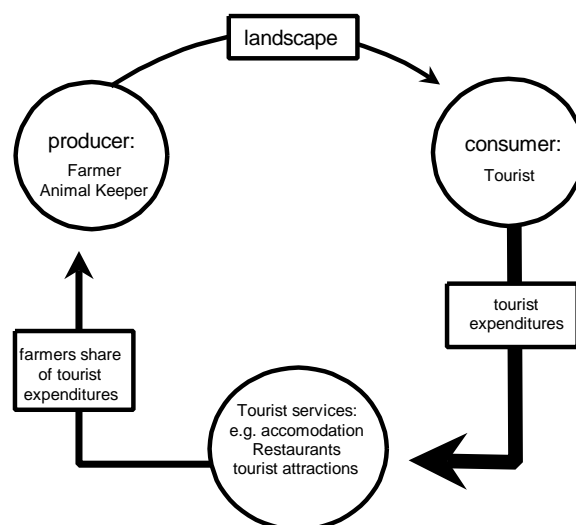 landscape
producer:
Farmer
Animal Keeper
consumer:
Tourist
tourist
expenditures
farmers share
of tourist
expenditures
Tourist services:
e.g. accomodation
Restaurants
tourist attractions